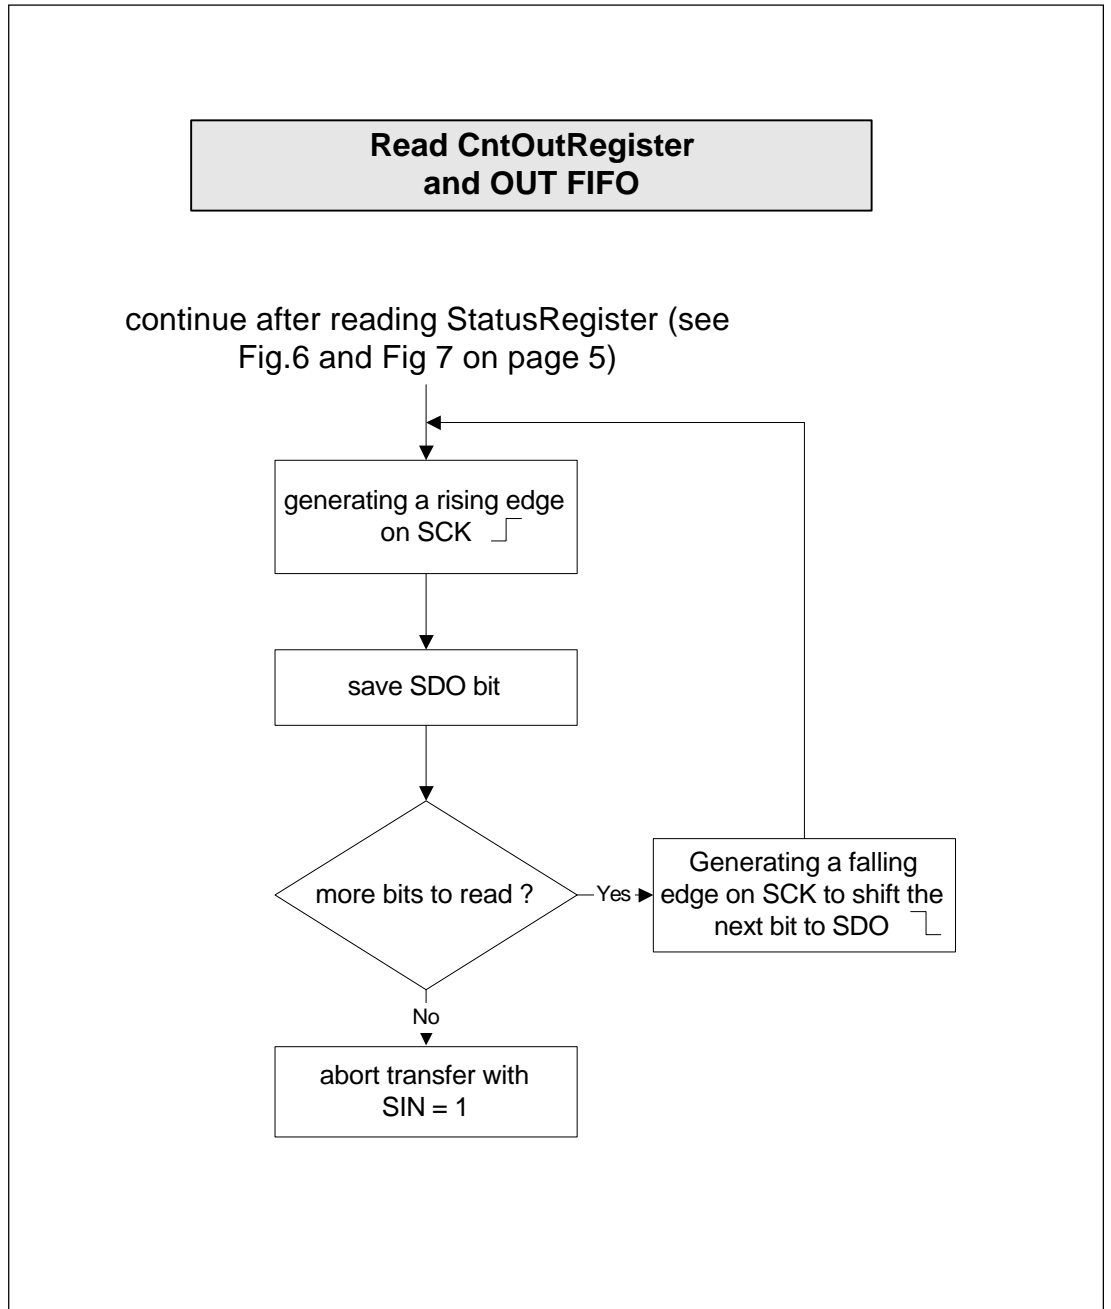 Read CntOutRegister
and OUT FIFO
continue after reading StatusRegister (see
Fig.6 and Fig 7 on page 5)
generating a rising edge
on SCK
save SDO bit
more bits to read ?
Yes
Generating a falling
edge on SCK to shift the
next bit to SDO
No
abort transfer with
SIN = 1